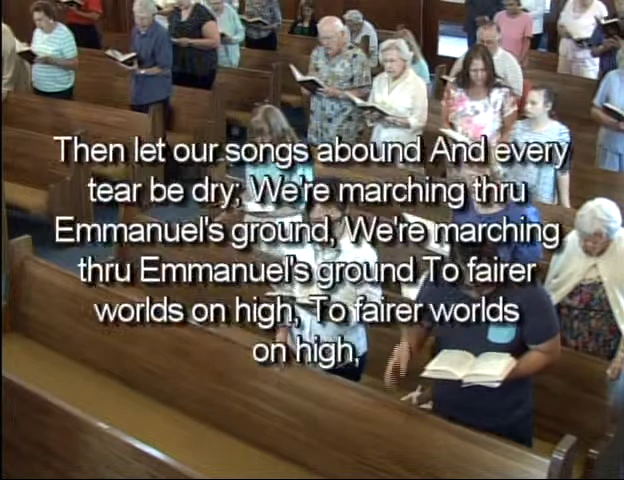 Then let our songs abound And every
tear be dry; We're marching thru
Emmanuel's ground, We're marching
thru Emmanuel's ground To fairer
worlds on high, To fairer worlds
on high,